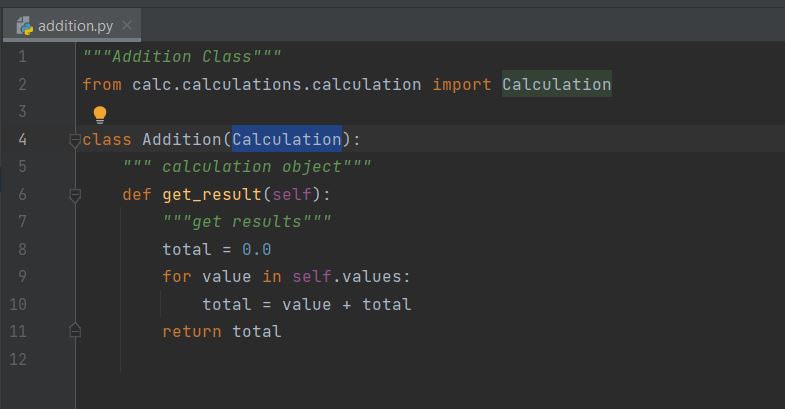 addition.py
1 """Addition Class"""
2 from calc.calculations.calculation import Calculation
3
4 class Addition(Calculation):
5     """ calculation object"""
6     def get_result(self):
7         """get results"""
8         total = 0.0
9         for value in self.values:
10             total = value + total
11         return total
12